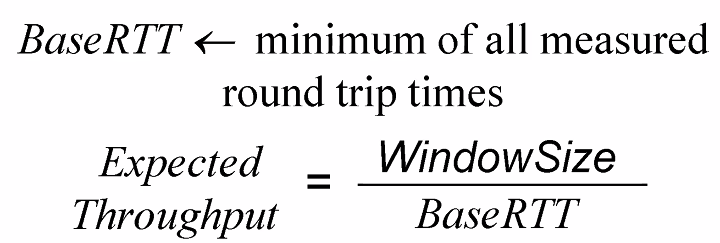 BaseRTT ← minimum of all measured
round trip times
Expected
Throughput
=
WindowSize
BaseRTT